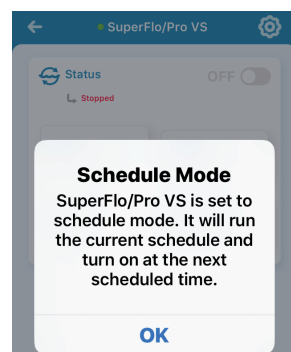 SuperFlo/Pro VS
Status
OFF
Stopped
Schedule Mode
SuperFlo/Pro VS is set to
schedule mode. It will run
the current schedule and
turn on at the next
scheduled time.
OK